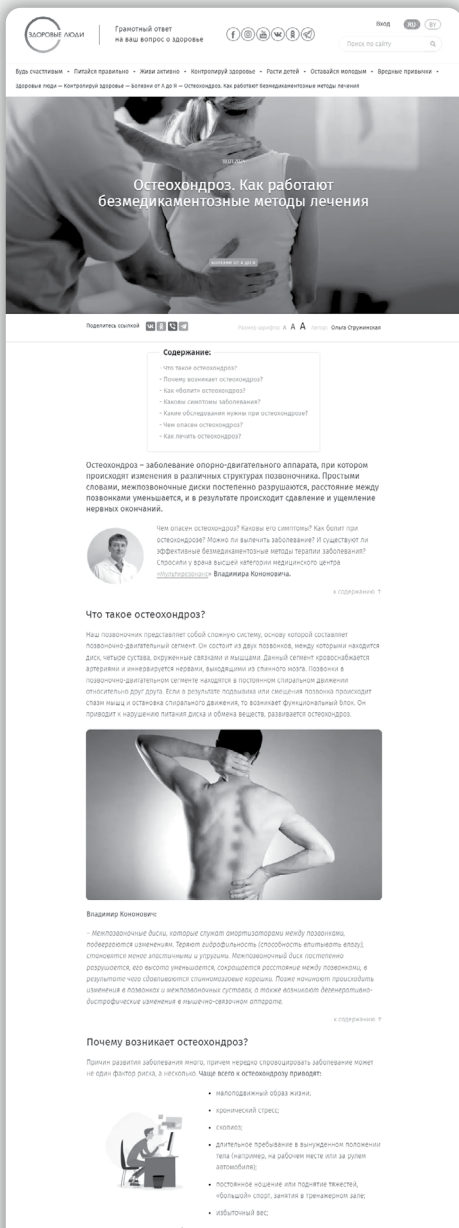 ЗДОРОВЫЕ ЛЮДИ
Грамотный ответ
на ваш вопрос о здоровье
Вход
RU
BY
Поиск по сайту
Будь счастливым • Питайся правильно • Живи активно • Контролируй здоровье • Расти детей • Оставайся молодым • Вредные привычки •
Здоровые люди — Контролируй здоровье — Болезни от А до Я — Остеохондроз. Как работают безмедикаментозные методы лечения
Остеохондроз. Как работают
безмедикаментозные методы лечения
БОЛЕЗНИ ОТ А ДО Я
Поделитесь ссылкой
Размер шрифта: А А А Автор: Ольга Стружинская
Содержание:
- Что такое остеохондроз?
- Почему возникает остеохондроз?
- Как «болит» остеохондроз?
- Каковы симптомы заболевания?
- Какие обследования нужны при остеохондрозе?
- Чем опасен остеохондроз?
- Как лечить остеохондроз?
Остеохондроз – заболевание опорно-двигательного аппарата, при котором
происходят изменения в различных структурах позвоночника. Простыми
словами, межпозвоночные диски постепенно разрушаются, расстояние между
позвонками уменьшается, и в результате происходит сдавление и ущемление
нервных окончаний.
Чем опасен остеохондроз? Каковы его симптомы? Как болит при
остеохондрозе? Можно ли вылечить заболевание? И существуют ли
эффективные безмедикаментозные методы терапии заболевания?
Спросили у врача высшей категории медицинского центра
«Мультирезонанс» Владимира Кононовича.
к содержанию ↑
Что такое остеохондроз?
Наш позвоночник представляет собой сложную систему, основу которой составляет
позвоночно-двигательный сегмент. Он состоит из двух позвонков, между которыми находится
диск, четыре сустава, окруженные связками и мышцами. Данный сегмент кровоснабжается
артериями и иннервируется нервами, выходящими из спинного мозга. Позвонки в
позвоночно-двигательном сегменте находятся в постоянном спиральном движении
относительно друг друга. Если в результате подвывиха или смещения позвонка происходит
спазм мышц и остановка спирального движения, то возникает функциональный блок. Он
приводит к нарушению питания диска и обмена веществ, развивается остеохондроз.
Владимир Кононович:
– Межпозвоночные диски, которые служат амортизаторами между позвонками,
подвергаются изменениям. Теряют гидрофильность (способность впитывать влагу),
становятся менее эластичными и упругими. Межпозвоночный диск постепенно
разрушается, его высота уменьшается, сокращается расстояние между позвонками, в
результате чего сдавливаются спинномозговые корешки. Позже начинают происходить
изменения в позвонках и межпозвонковых суставах, а также возникают дегенеративно-
дистрофические изменения в мышечно-связочном аппарате.
к содержанию ↑
Почему возникает остеохондроз?
Причин развития заболевания много, причем нередко спровоцировать заболевание может
не один фактор риска, а несколько. Чаще всего к остеохондрозу приводят:
• малоподвижный образ жизни;
• хронический стресс;
• сколиоз;
• длительное пребывание в вынужденном положении
тела (например, на рабочем месте или за рулем
автомобиля);
• постоянное ношение или поднятие тяжестей,
«большой» спорт, занятия в тренажерном зале;
• избыточный вес;